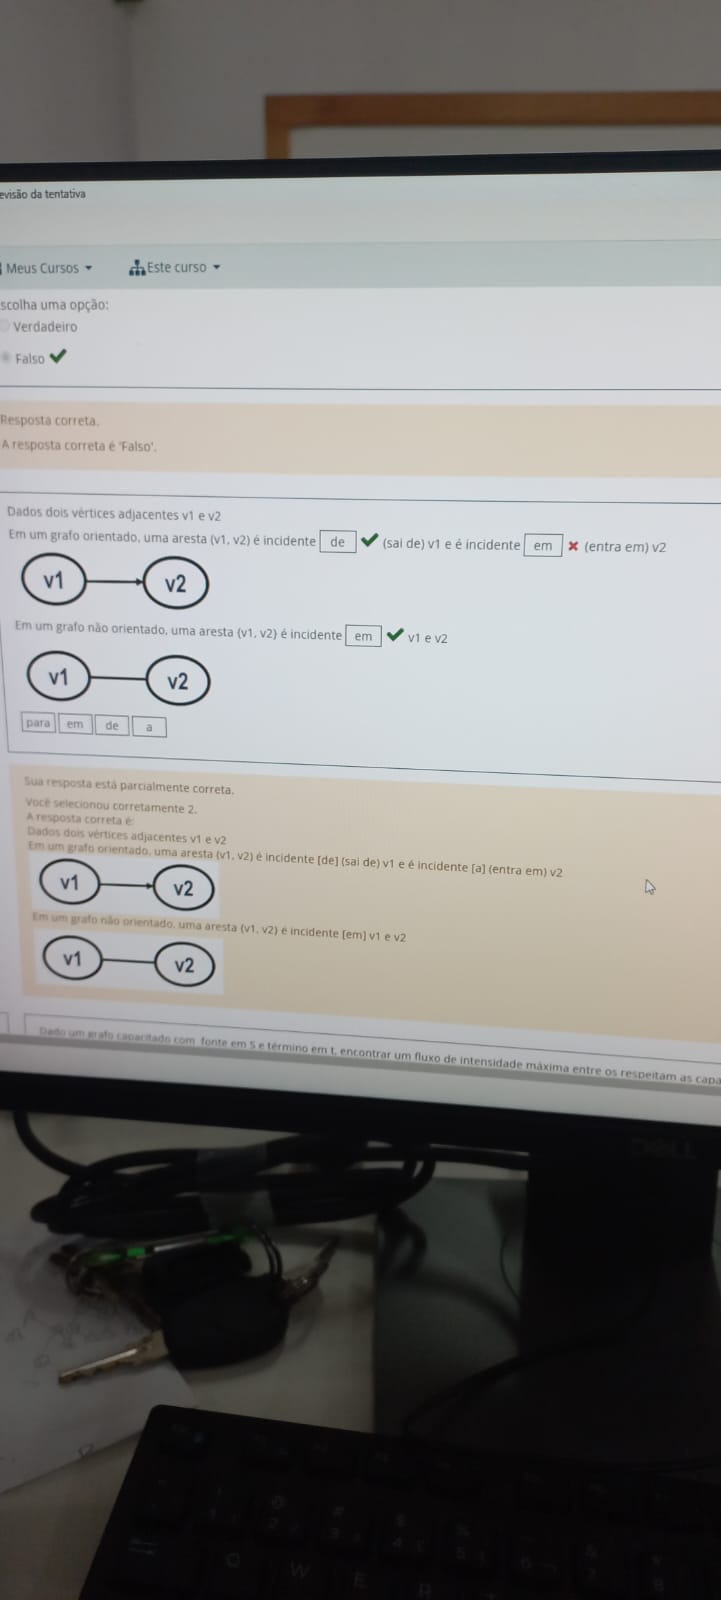 evisão da tentativa
Meus Cursos
Este curso
scolha uma opção:
Verdadeiro
Falso
Resposta correta.
A resposta correta é 'Falso'.
Dados dois vértices adjacentes v1 e v2
Em um grafo orientado, uma aresta (v1, v2) é incidente de (sai de) v1 e é incidente em (entra em) v2
v1 v2
Em um grafo não orientado, uma aresta (v1, v2) é incidente em v1 e v2
v1 v2
para em de a
Sua resposta está parcialmente correta.
Você selecionou corretamente 2.
A resposta correta é:
Dados dois vértices adjacentes v1 e v2
Em um grafo orientado, uma aresta (v1, v2) é incidente [de] (sai de) v1 e é incidente [a] (entra em) v2
v1 v2
Em um grafo não orientado, uma aresta (v1, v2) é incidente [em] v1 e v2
v1 v2
Dado um grafo capacitado com fonte em S e término em t, encontrar um fluxo de intensidade máxima entre os respeitam as capa
DELL